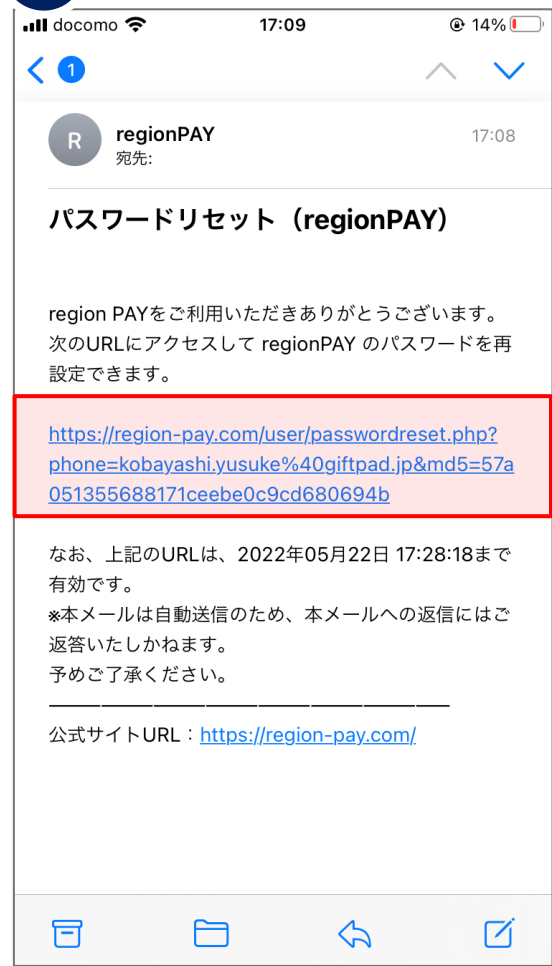 docomo 17:09 14%
1
R regionPAY 17:08
宛先:
パスワードリセット（regionPAY）
region PAYをご利用いただきありがとうございます。
次のURLにアクセスして regionPAY のパスワードを再
設定できます。
https://region-pay.com/user/passwordreset.php?
phone=kobayashi.yusuke%40giftpad.jp&md5=57a
051355688171ceebe0c9cd680694b
なお、上記のURLは、2022年05月22日 17:28:18まで
有効です。
※本メールは自動送信のため、本メールへの返信にはご
返答いたしかねます。
予めご了承ください。
公式サイトURL：https://region-pay.com/